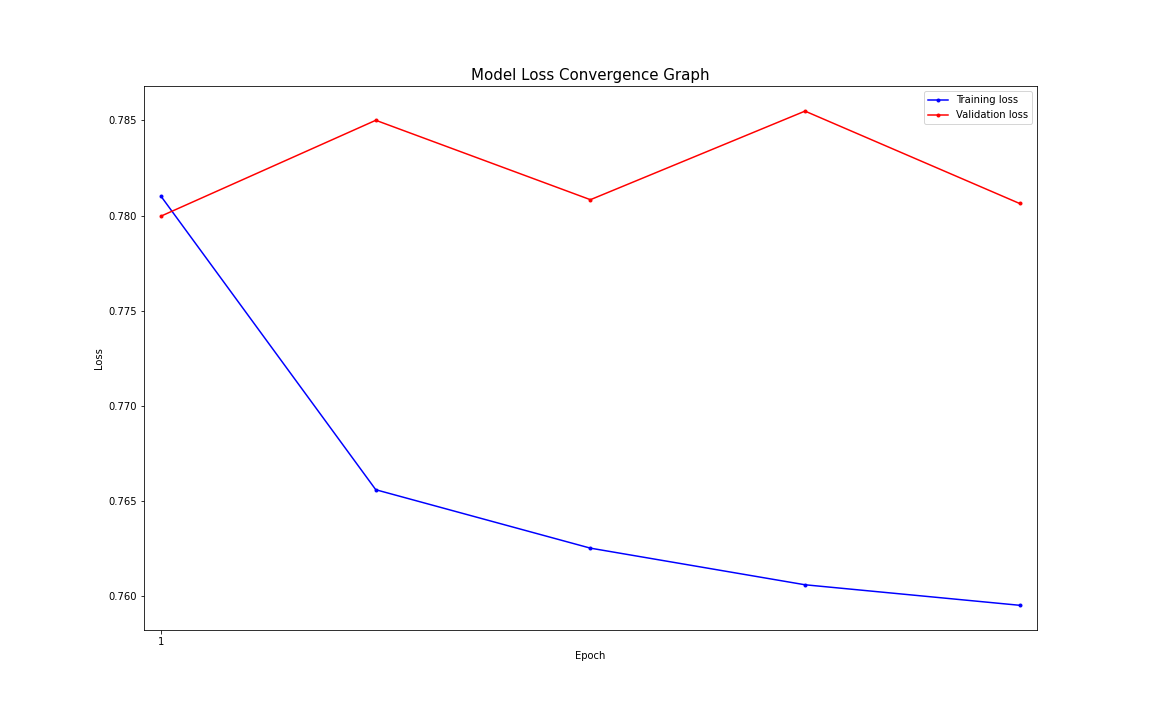 Model Loss Convergence Graph
Training loss
Validation loss
0.785
0.780
0.775
0.770
0.765
0.760
Loss
1
Epoch